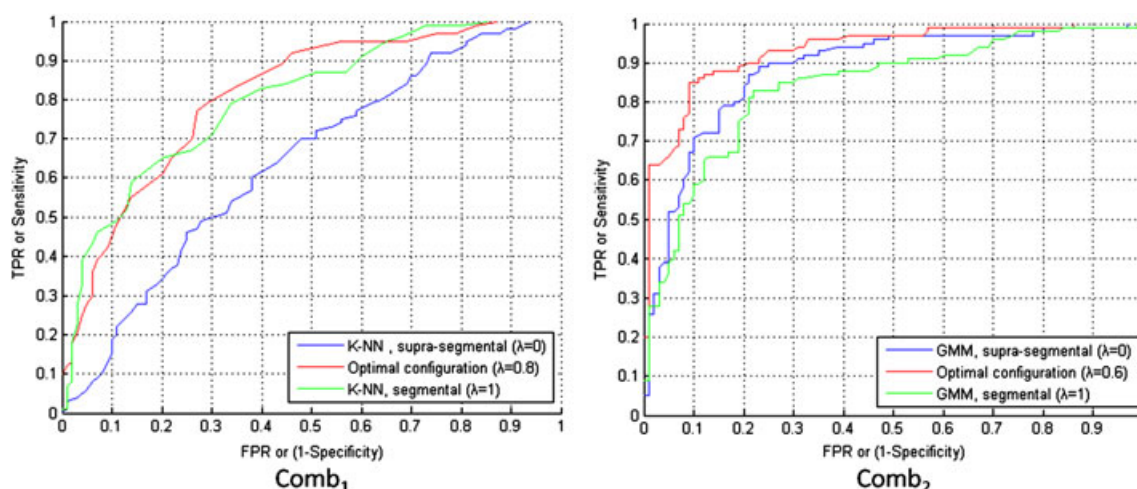 1
0.9
0.8
0.7
0.6
0.5
0.4
0.3
0.2
0.1
0
TPR or Sensitivity
K-NN , supra-segmental (λ=0)
Optimal configuration (λ=0.8)
K-NN, segmental (λ=1)
0 0.1 0.2 0.3 0.4 0.5 0.6 0.7 0.8 0.9 1
FPR or (1-Specificity)
Comb1
1
0.9
0.8
0.7
0.6
0.5
0.4
0.3
0.2
0.1
0
TPR or Sensitivity
GMM, supra-segmental (λ=0)
Optimal configuration (λ=0.6)
GMM, segmental (λ=1)
0 0.1 0.2 0.3 0.4 0.5 0.6 0.7 0.8 0.9
FPR or (1-Specificity)
Comb2